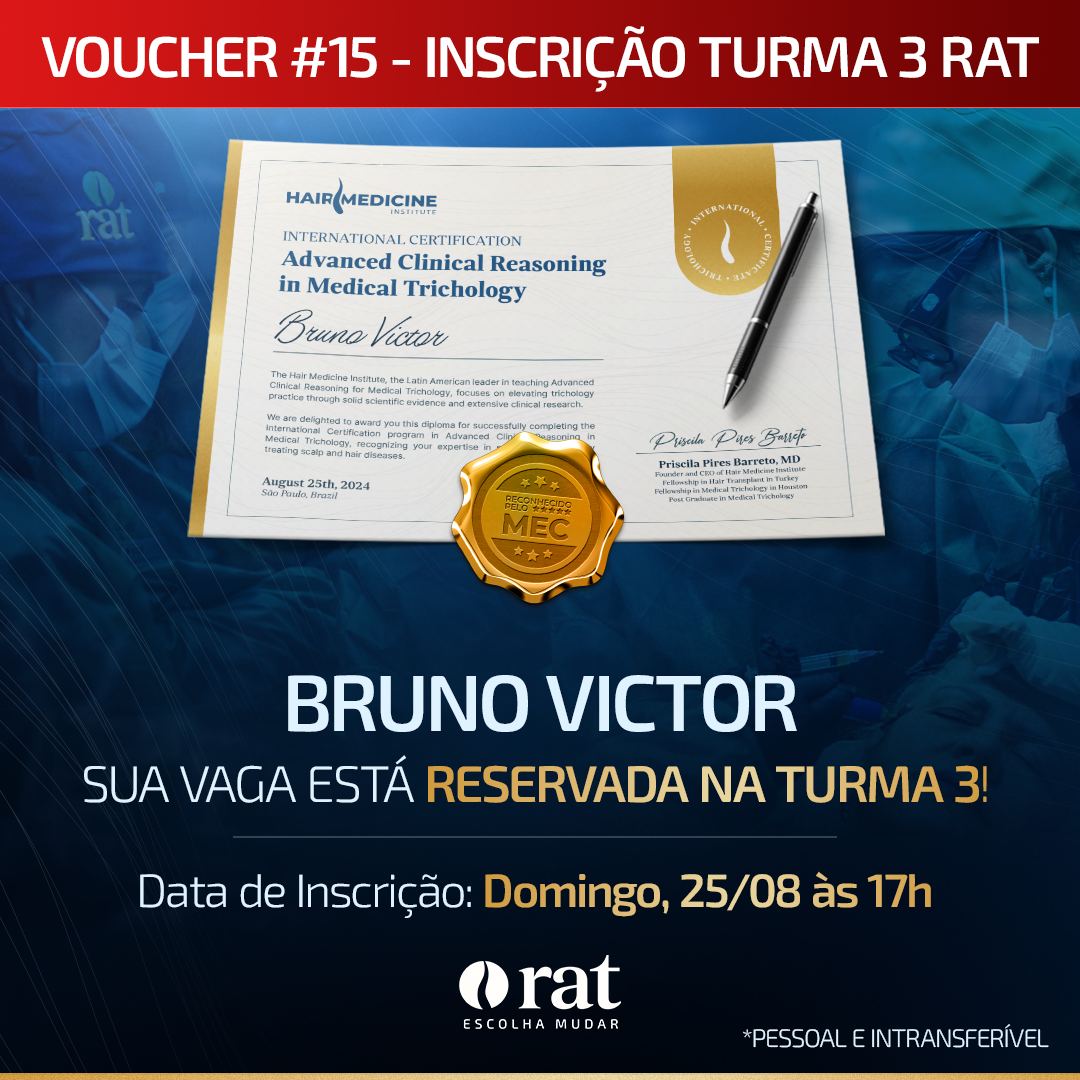 VOUCHER #15 - INSCRIÇÃO TURMA 3 RAT
rat
HAIR MEDICINE
INSTITUTE
INTERNATIONAL CERTIFICATION
Advanced Clinical Reasoning
in Medical Trichology
Bruno Victor
The Hair Medicine Institute, the Latin American leader in teaching Advanced
Clinical Reasoning for Medical Trichology, focuses on elevating trichology
practice through solid scientific evidence and extensive clinical research.
We are delighted to award you this diploma for successfully completing the
International Certification program in Advanced Clinical Reasoning in
Medical Trichology, recognizing your expertise in
treating scalp and hair diseases.
August 25th, 2024
São Paulo, Brazil
INTERNATIONAL • CERTIFICATE • TRICHOLOGY •
Priscila Pires Barreto
Priscila Pires Barreto, MD
Founder and CEO of Hair Medicine Institute
Fellowship in Hair Transplant in Turkey
Fellowship in Medical Trichology in Houston
Post Graduate in Medical Trichology
RECONHECIDO
PELO
MEC
BRUNO VICTOR
SUA VAGA ESTÁ RESERVADA NA TURMA 3!
Data de Inscrição: Domingo, 25/08 às 17h
rat
ESCOLHA MUDAR
*PESSOAL E INTRANSFERÍVEL